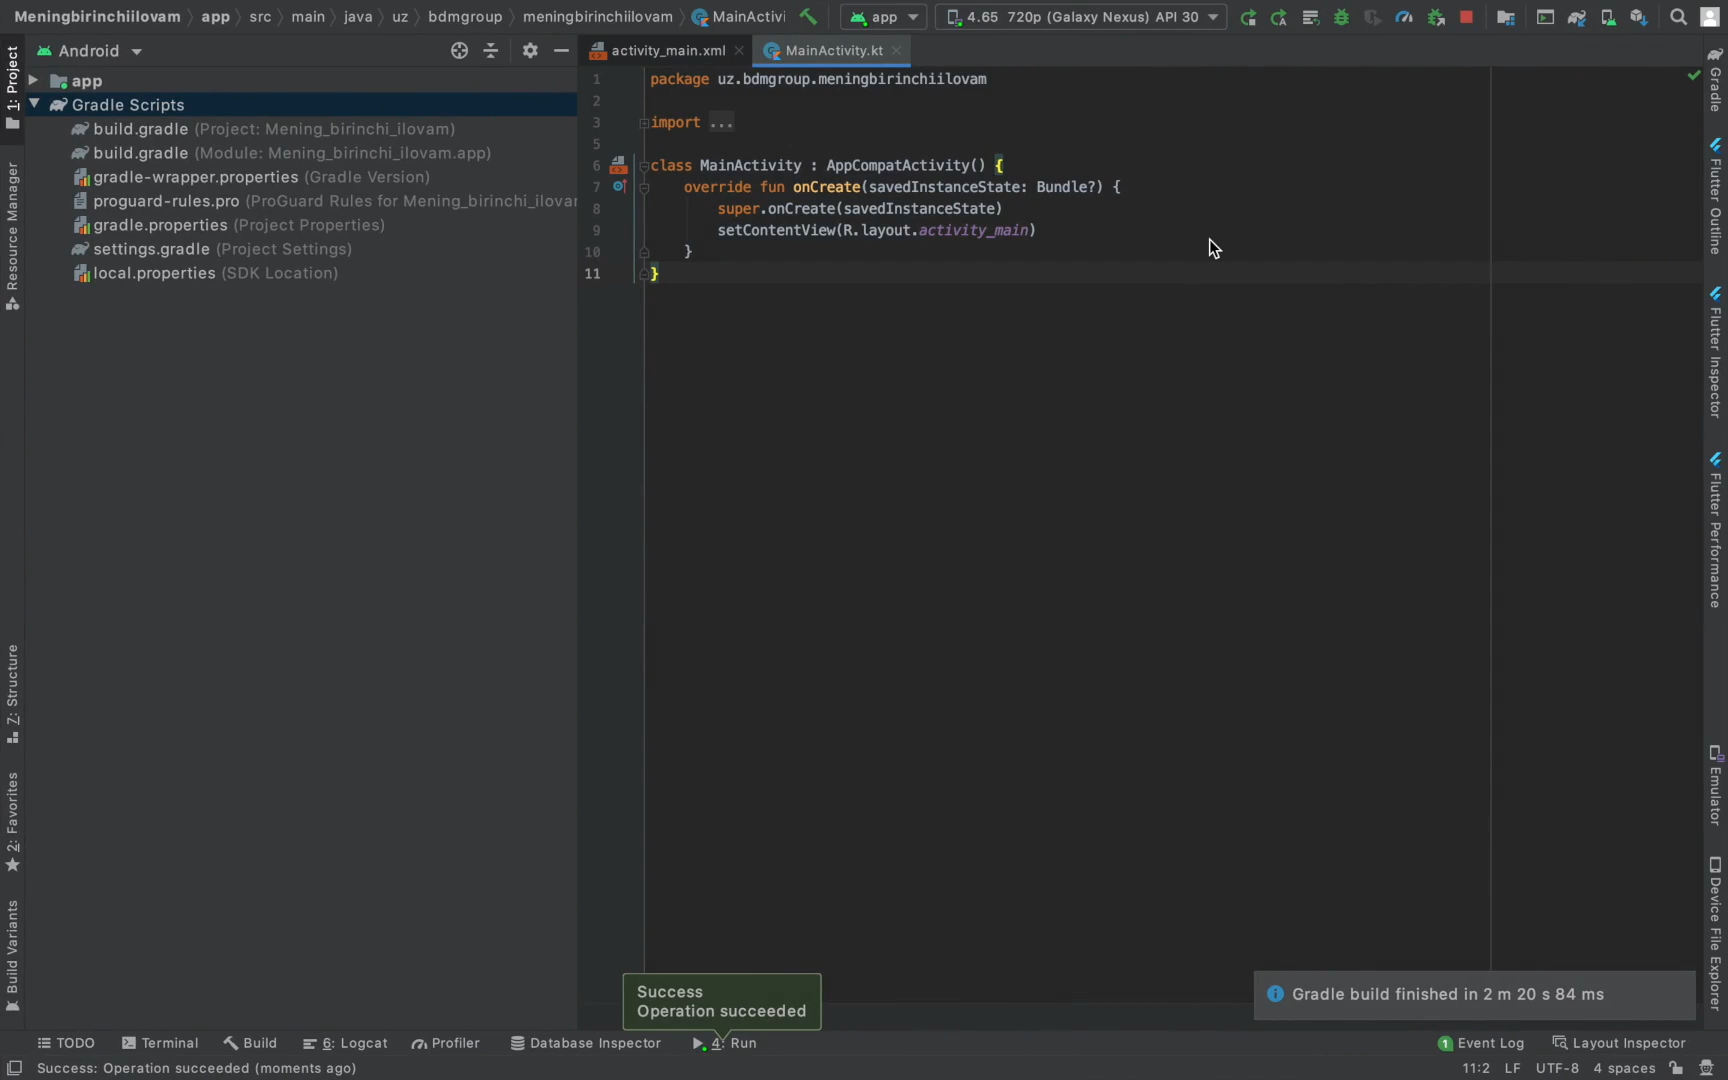 Meningbirinchiilovam app src main java uz bdmgroup meningbirinchiilovam MainActivi app 4.65 720p (Galaxy Nexus) API 30
Android
app
Gradle Scripts
build.gradle (Project: Mening_birinchi_ilovam)
build.gradle (Module: Mening_birinchi_ilovam.app)
gradle-wrapper.properties (Gradle Version)
proguard-rules.pro (ProGuard Rules for Mening_birinchi_ilovar
gradle.properties (Project Properties)
settings.gradle (Project Settings)
local.properties (SDK Location)
activity_main.xml MainActivity.kt
1 package uz.bdmgroup.meningbirinchiilovam
2
3 import ...
5
6 class MainActivity : AppCompatActivity() {
7 override fun onCreate(savedInstanceState: Bundle?) {
8 super.onCreate(savedInstanceState)
9 setContentView(R.layout.activity_main)
10 }
11 }
1: Project
Resource Manager
7: Structure
2: Favorites
Build Variants
Gradle
Flutter Outline
Flutter Inspector
Flutter Performance
Emulator
Device File Explorer
Success
Operation succeeded
Gradle build finished in 2 m 20 s 84 ms
TODO Terminal Build 6: Logcat Profiler Database Inspector 4: Run 1 Event Log Layout Inspector
Success: Operation succeeded (moments ago) 11:2 LF UTF-8 4 spaces